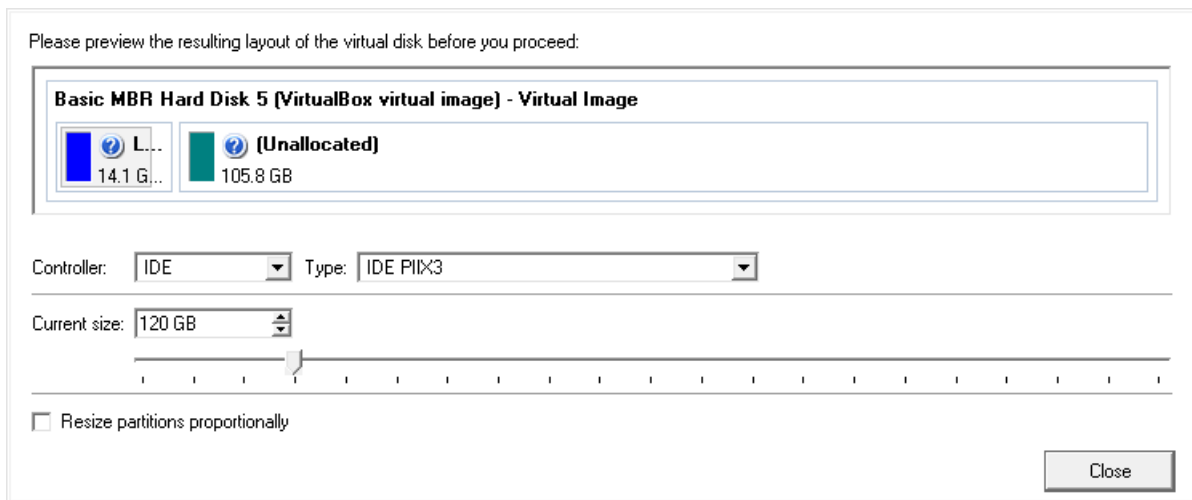 Please preview the resulting layout of the virtual disk before you proceed:
Basic MBR Hard Disk 5 (VirtualBox virtual image) - Virtual Image
L...
14.1 G...
(Unallocated)
105.8 GB
Controller: IDE Type: IDE PIIX3
Current size: 120 GB
Resize partitions proportionally
Close